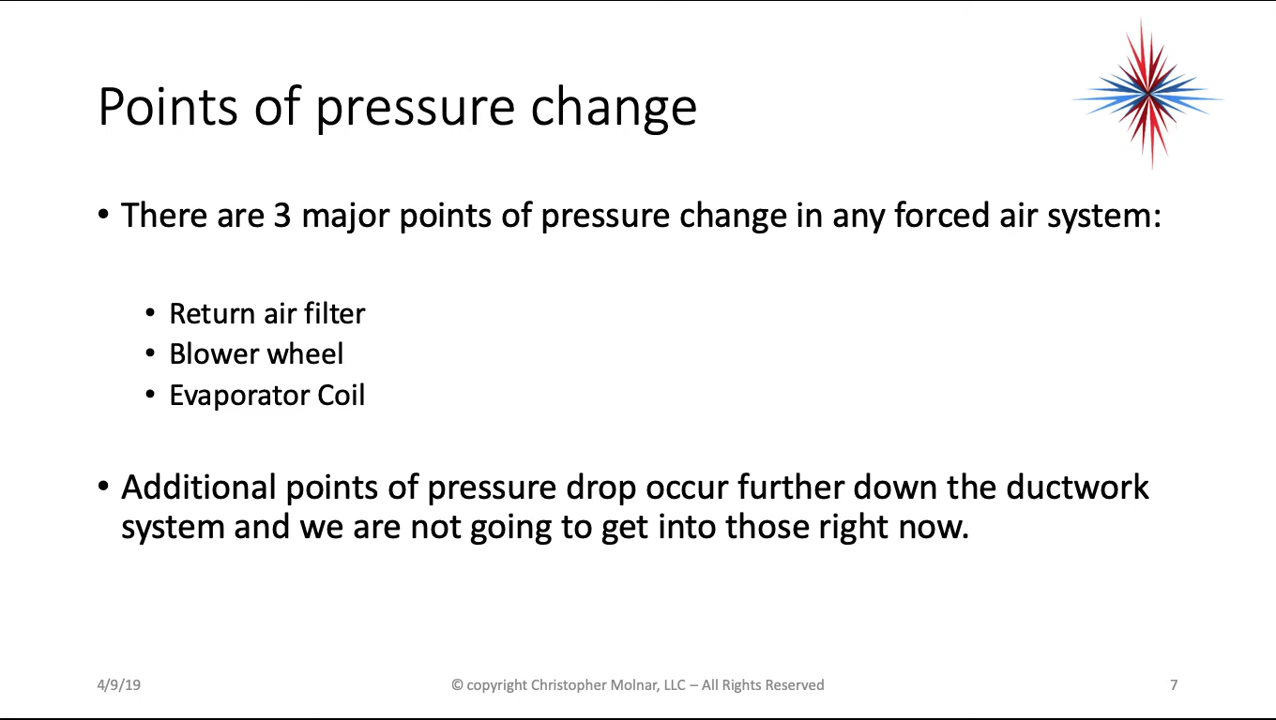 Points of pressure change
• There are 3 major points of pressure change in any forced air system:
• Return air filter
• Blower wheel
• Evaporator Coil
• Additional points of pressure drop occur further down the ductwork
system and we are not going to get into those right now.
4/9/19
© copyright Christopher Molnar, LLC – All Rights Reserved
7